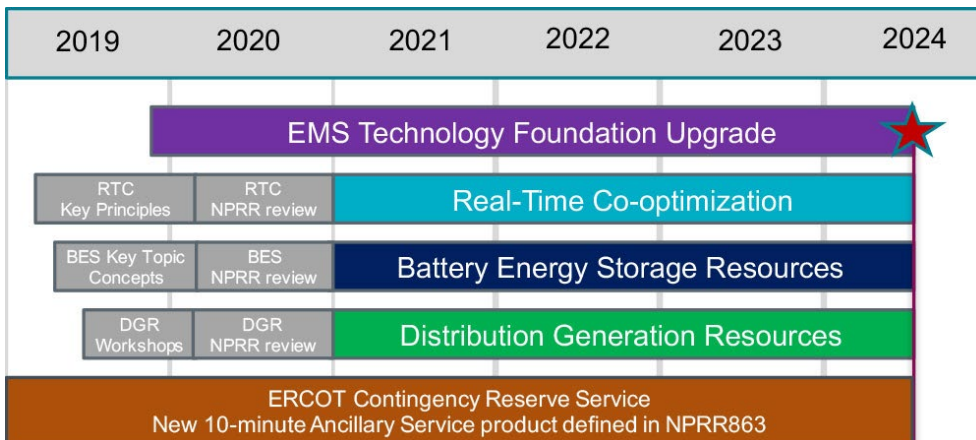 2019 2020 2021 2022 2023 2024
EMS Technology Foundation Upgrade
RTC
Key Principles
RTC
NPRR review
Real-Time Co-optimization
BES Key Topic
Concepts
BES
NPRR review
Battery Energy Storage Resources
DGR
Workshops
DGR
NPRR review
Distribution Generation Resources
ERCOT Contingency Reserve Service
New 10-minute Ancillary Service product defined in NPRR863